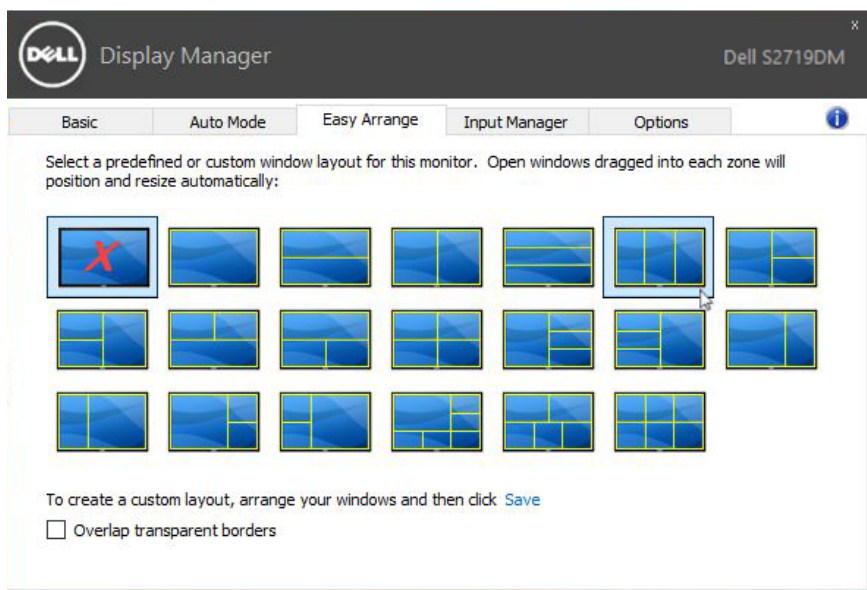 x
DELL Display Manager Dell S2719DM
Basic Auto Mode Easy Arrange Input Manager Options i
Select a predefined or custom window layout for this monitor. Open windows dragged into each zone will
position and resize automatically:
X
To create a custom layout, arrange your windows and then click Save
Overlap transparent borders